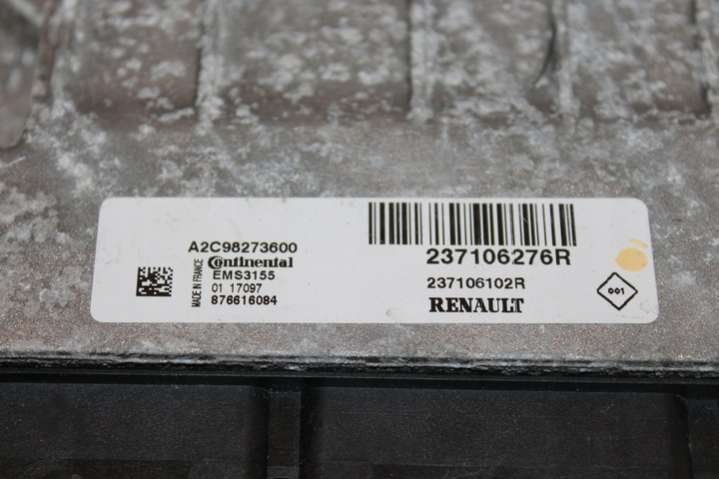 A2C98273600
Continental
EMS3155
01 17097
876616084
MADE IN FRANCE
237106276R
237106102R
RENAULT
001